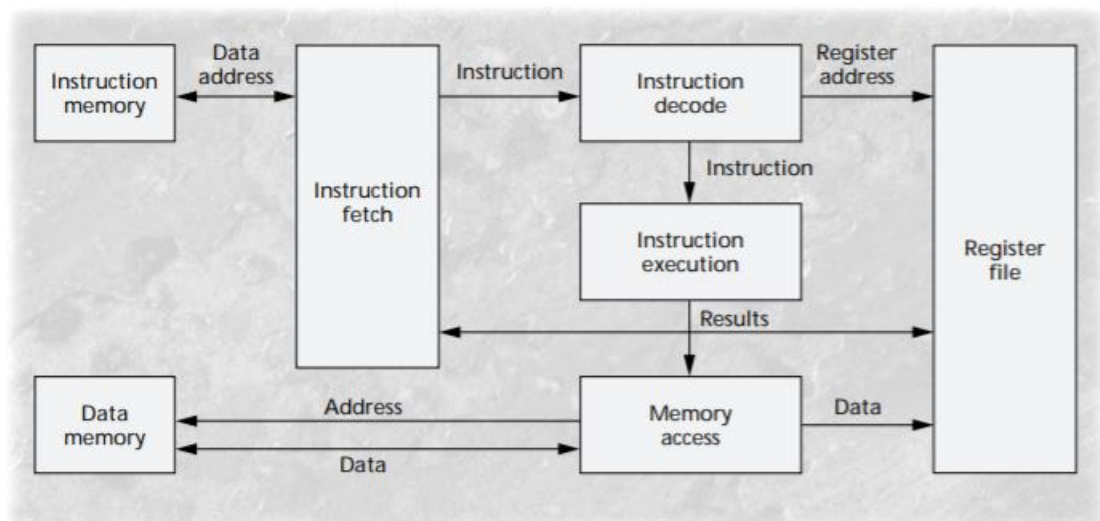 Instruction
memory
Data
address
Instruction
fetch
Instruction
Instruction
decode
Register
address
Register
file
Instruction
Instruction
execution
Results
Data
memory
Address
Data
Memory
access
Data